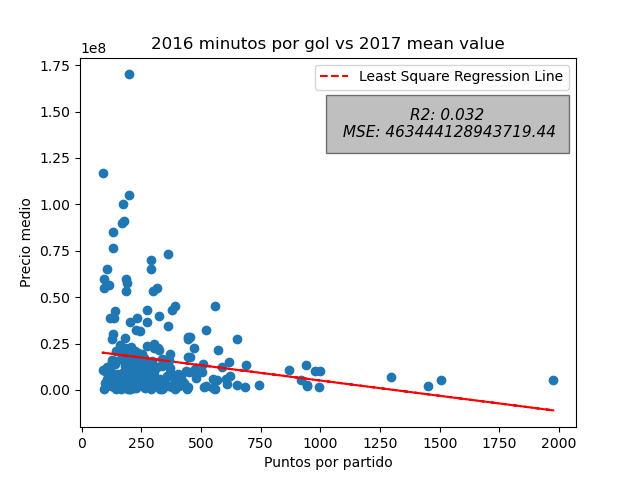 2016 minutos por gol vs 2017 mean value
1e8
Least Square Regression Line
R2: 0.032
MSE: 463444128943719.44
1.75
1.50
1.25
1.00
0.75
0.50
0.25
0.00
Precio medio
0 250 500 750 1000 1250 1500 1750 2000
Puntos por partido